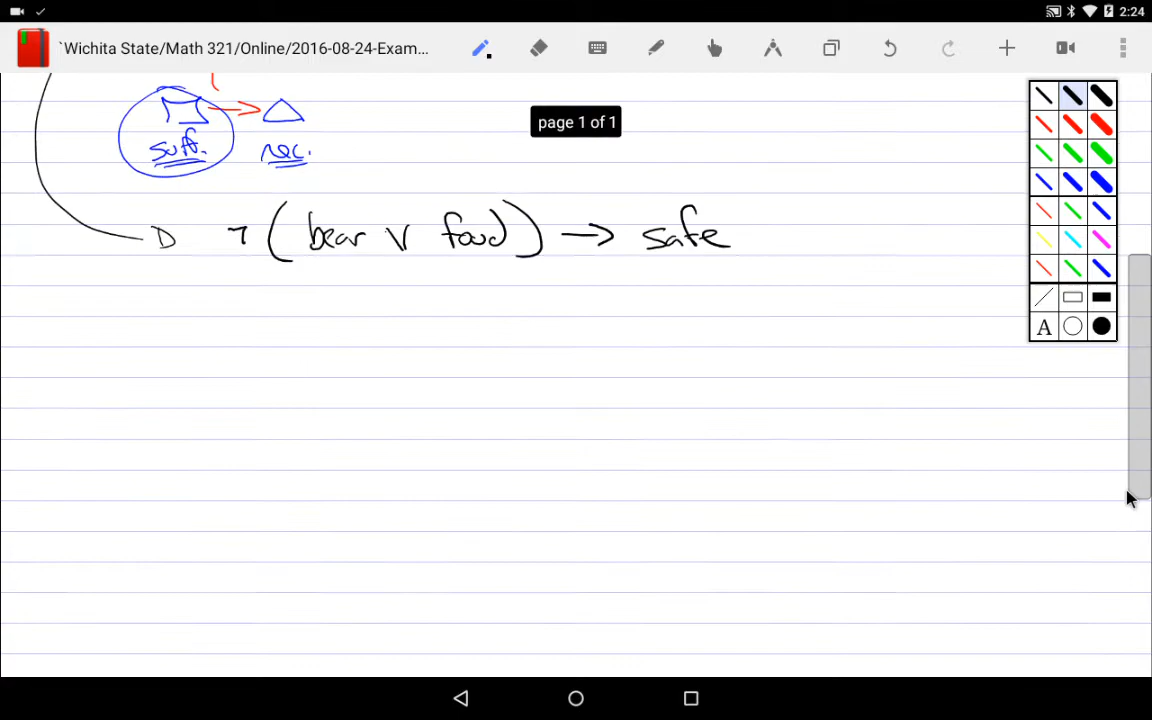 2:24
`Wichita State/Math 321/Online/2016-08-24-Exam…
page 1 of 1
suff. nec.
D ¬ ( bear ∨ food ) → safe
A